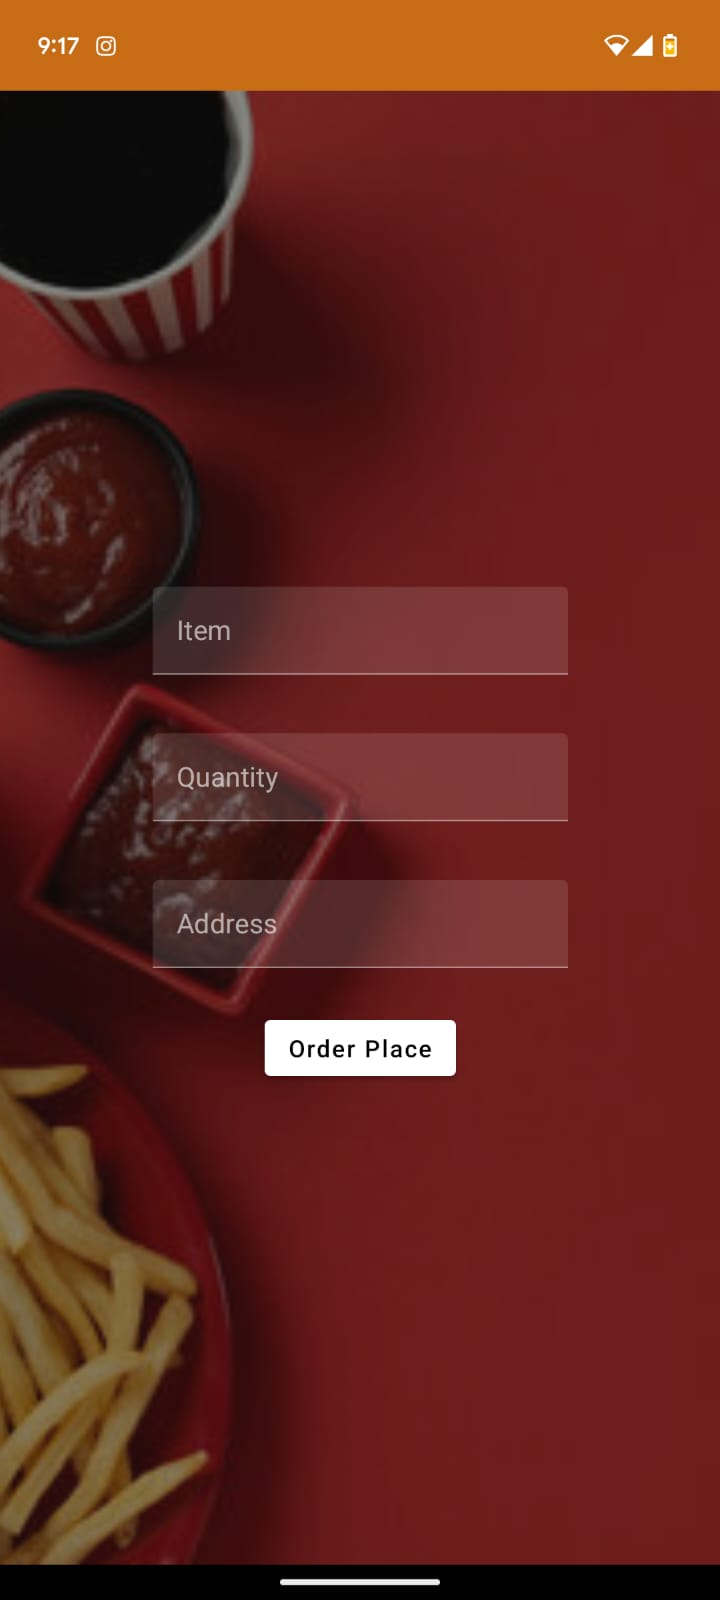 9:17
Item
Quantity
Address
Order Place